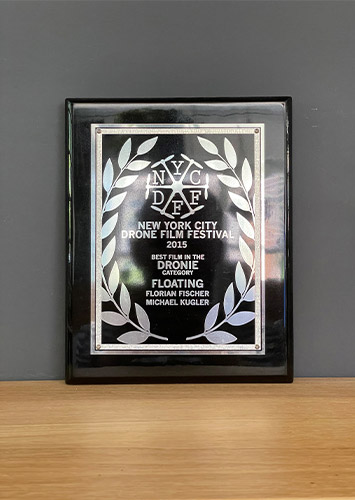 NYC
DFF
NEW YORK CITY
DRONE FILM FESTIVAL
2015
BEST FILM IN THE
DRONIE
CATEGORY
FLOATING
FLORIAN FISCHER
MICHAEL KUGLER